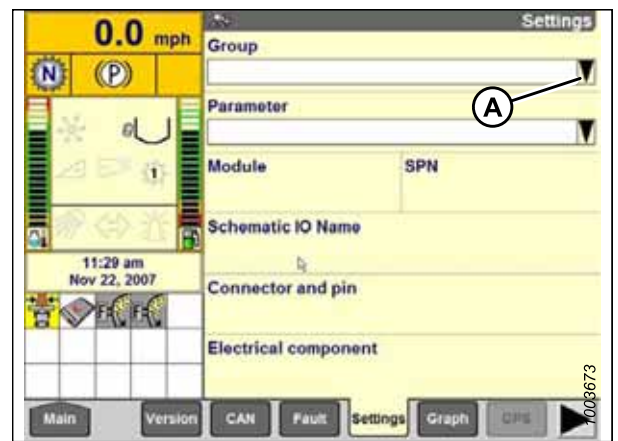 Settings
0.0 mph
Group
N (P)
A
Parameter
1
Module SPN
Schematic IO Name
11:29 am
Nov 22, 2007
Connector and pin
Electrical component
1003673
Main Version CAN Fault Settings Graph GPS